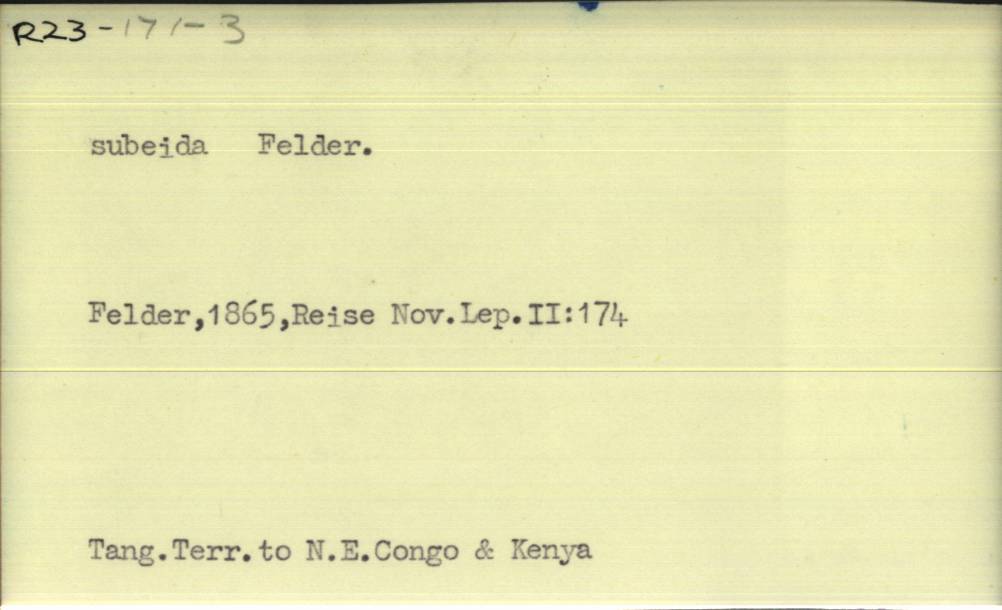 R23-171-3
subeida Felder.
Felder,1865,Reise Nov.Lep.II:174
Tang.Terr.to N.E.Congo & Kenya